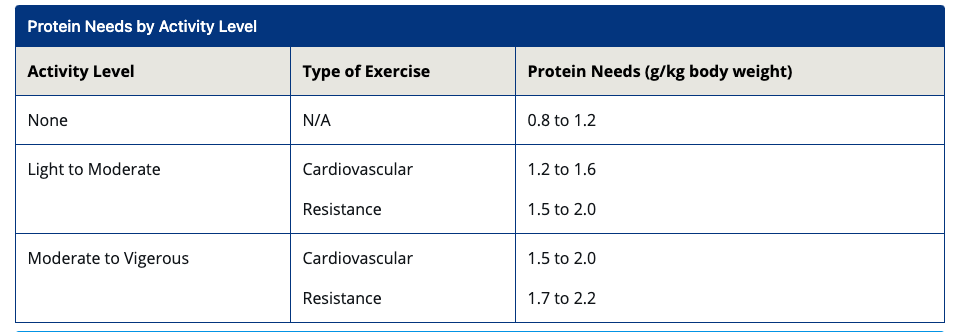 Protein Needs by Activity Level
Activity Level Type of Exercise Protein Needs (g/kg body weight)
None N/A 0.8 to 1.2
Light to Moderate Cardiovascular 1.2 to 1.6
Resistance 1.5 to 2.0
Moderate to Vigerous Cardiovascular 1.5 to 2.0
Resistance 1.7 to 2.2